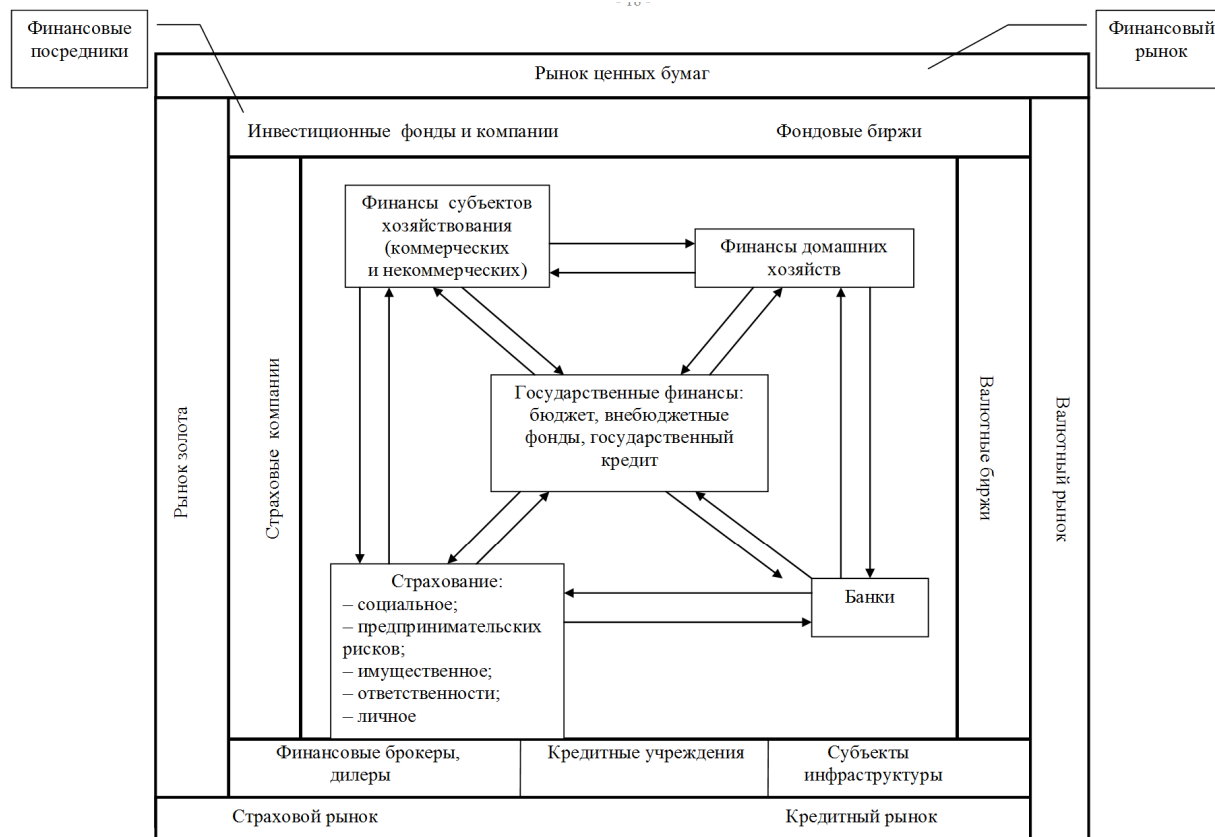 - 10 -
Финансовые
посредники
Финансовый
рынок
Рынок ценных бумаг
Инвестиционные фонды и компании
Фондовые биржи
Рынок золота
Страховые компании
Финансы субъектов
хозяйствования
(коммерческих
и некоммерческих)
Финансы домашних
хозяйств
Государственные финансы:
бюджет, внебюджетные
фонды, государственный
кредит
Страхование:
– социальное;
– предпринимательских
рисков;
– имущественное;
– ответственности;
– личное
Банки
Валютные биржи
Валютный рынок
Финансовые брокеры,
дилеры
Кредитные учреждения
Субъекты
инфраструктуры
Страховой рынок
Кредитный рынок